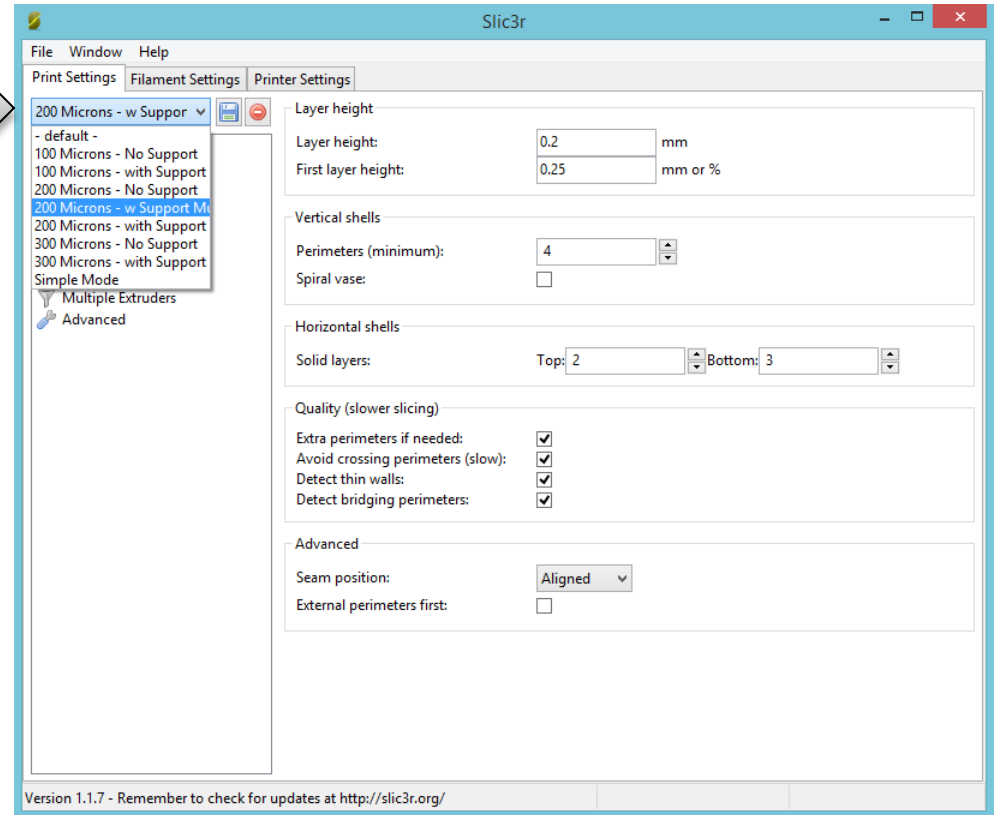 Slic3r
File Window Help
Print Settings Filament Settings Printer Settings
200 Microns - w Suppor
- default -
100 Microns - No Support
100 Microns - with Support
200 Microns - No Support
200 Microns - w Support Mu
200 Microns - with Support
300 Microns - No Support
300 Microns - with Support
Simple Mode
Multiple Extruders
Advanced
Layer height
Layer height: 0.2 mm
First layer height: 0.25 mm or %
Vertical shells
Perimeters (minimum): 4
Spiral vase:
Horizontal shells
Solid layers: Top: 2 Bottom: 3
Quality (slower slicing)
Extra perimeters if needed:
Avoid crossing perimeters (slow):
Detect thin walls:
Detect bridging perimeters:
Advanced
Seam position: Aligned
External perimeters first:
Version 1.1.7 - Remember to check for updates at http://slic3r.org/